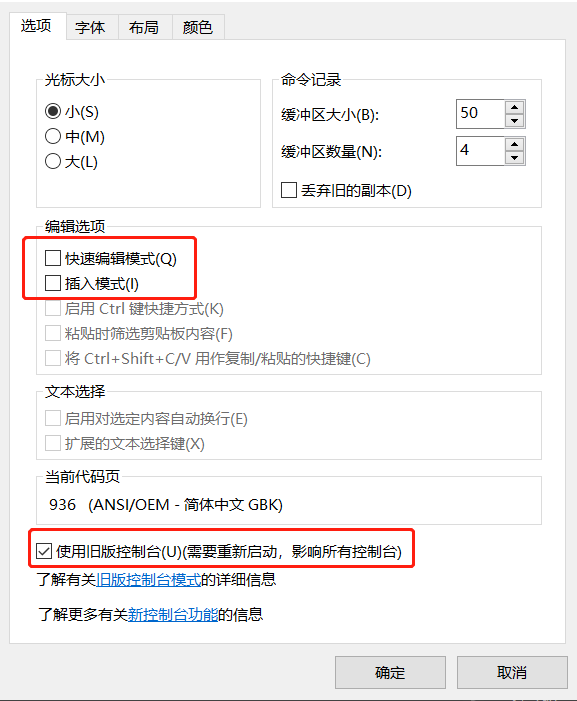 选项 字体 布局 颜色
光标大小
小(S)
中(M)
大(L)
命令记录
缓冲区大小(B): 50
缓冲区数量(N): 4
丢弃旧的副本(D)
编辑选项
快速编辑模式(Q)
插入模式(I)
启用 Ctrl 键快捷方式(K)
粘贴时筛选剪贴板内容(F)
将 Ctrl+Shift+C/V 用作复制/粘贴的快捷键(C)
文本选择
启用对选定内容自动换行(E)
扩展的文本选择键(X)
当前代码页
936 (ANSI/OEM - 简体中文 GBK)
使用旧版控制台(U)(需要重新启动，影响所有控制台)
了解有关旧版控制台模式的详细信息
了解更多有关新控制台功能的信息
确定 取消